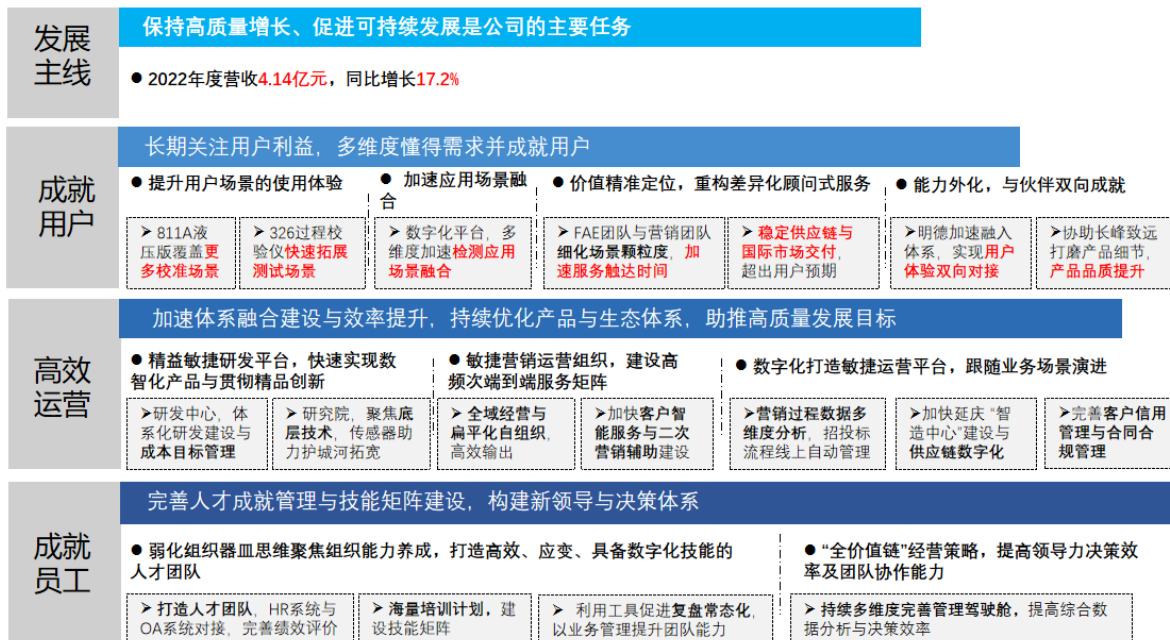 发展
主线
保持高质量增长、促进可持续发展是公司的主要任务
● 2022年度营收4.14亿元，同比增长17.2%
成就
用户
长期关注用户利益，多维度懂得需求并成就用户
● 提升用户场景的使用体验
➢ 811A液
压版覆盖更
多校准场景
➢ 326过程校
验仪快速拓展
测试场景
● 加速应用场景融
合
➢ 数字化平台，多
维度加速检测应用
场景融合
● 价值精准定位，重构差异化顾问式服务
➢ FAE团队与营销团队
细化场景颗粒度，加
速服务触达时间
➢ 稳定供应链与
国际市场交付，
超出用户预期
● 能力外化，与伙伴双向成就
➢明德加速融入
体系，实现用户
体验双向对接
➢协助长峰致远
打磨产品细节，
产品品质提升
高效
运营
加速体系融合建设与效率提升，持续优化产品与生态体系，助推高质量发展目标
● 精益敏捷研发平台，快速实现数
智化产品与贯彻精品创新
➢研发中心，体
系化研发建设与
成本目标管理
➢ 研究院，聚焦底
层技术，传感器助
力护城河拓宽
● 敏捷营销运营组织，建设高
频次端到端服务矩阵
➢ 全域经营与
扁平化自组织，
高效输出
➢加快客户智
能服务与二次
营销辅助建设
● 数字化打造敏捷运营平台，跟随业务场景演进
➢营销过程数据多
维度分析，招投标
流程线上自动管理
➢加快延庆 “智
造中心”建设与
供应链数字化
➢完善客户信用
管理与合同合
规管理
成就
员工
完善人才成就管理与技能矩阵建设，构建新领导与决策体系
● 弱化组织器皿思维聚焦组织能力养成，打造高效、应变、具备数字化技能的
人才团队
➢ 打造人才团队，HR系统与
OA系统对接，完善绩效评价
➢ 海量培训计划，建
设技能矩阵
➢ 利用工具促进复盘常态化，
以业务管理提升团队能力
● “全价值链”经营策略，提高领导力决策效
率及团队协作能力
➢ 持续多维度完善管理驾驶舱，提高综合数
据分析与决策效率